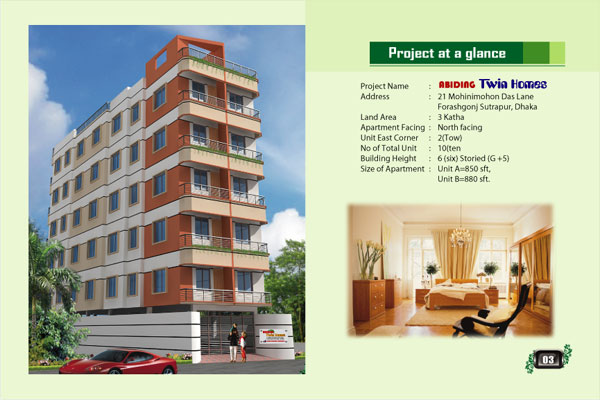 Project at a glance
Project Name : ABIDING Twin Homes
Address : 21 Mohinimohon Das Lane
Forashgonj Sutrapur, Dhaka
Land Area : 3 Katha
Apartment Facing : North facing
Unit East Corner : 2(Tow)
No of Total Unit : 10(ten
Building Height : 6 (six) Storied (G +5)
Size of Apartment : Unit A=850 sft,
Unit B=880 sft.
03